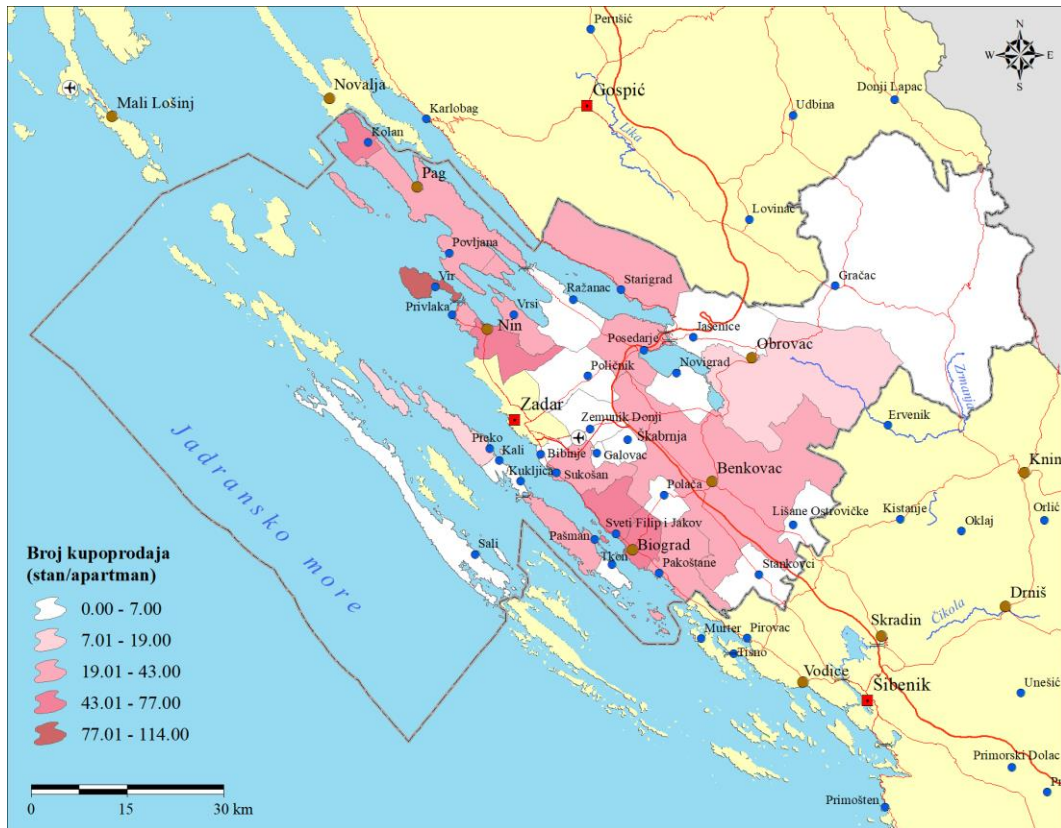 Perušić
N
W
E
S
Donji Lapac
Novalja
Gospić
Mali Lošinj
Karlobag
Udbina
Lika
Kolan
Pag
Lovinac
Povljana
Gračac
Vir
Starigrad
Ražanac
Privlaka
Vrsi
Nin
Jasenice
Posedarje
Obrovac
Poličnik
Novigrad
Zrmanja
Zadar
Ervenik
Zemunik Donji
Škabrnja
Preko
Kali
Bibinje
Galovac
Knin
Kukljica
Sukošan
Benkovac
Polača
Jadransko more
Lišane Ostrovičke
Kistanje
Orlić
Sveti Filip i Jakov
Oklaj
Pašman
Biograd
Broj kupoprodaja
(stan/apartman)
Sali
Tkon
Pakoštane
Stankovci
0.00 - 7.00
Drniš
Čikola
7.01 - 19.00
Skradin
Murter
Pirovac
19.01 - 43.00
Tisno
Vodice
Šibenik
Unešić
43.01 - 77.00
77.01 - 114.00
Primorski Dolac
0
15
30 km
Primošten